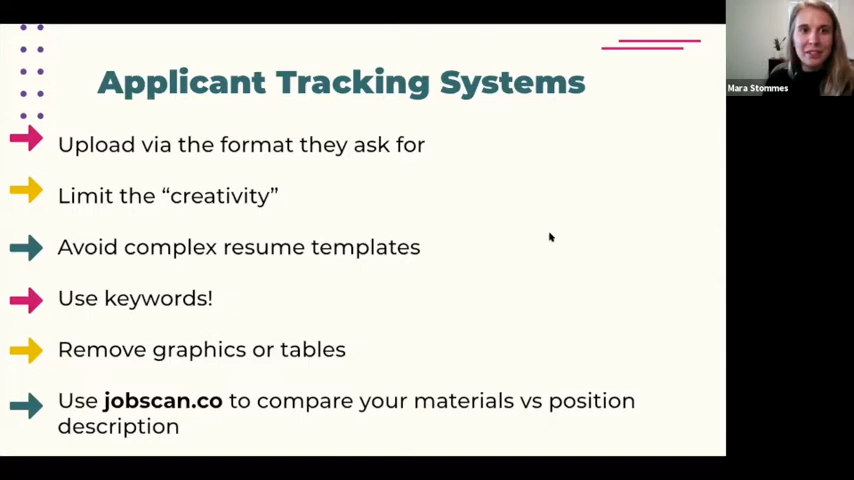 Applicant Tracking Systems
Mara Stommes
Upload via the format they ask for
Limit the “creativity”
Avoid complex resume templates
Use keywords!
Remove graphics or tables
Use jobscan.co to compare your materials vs position
description